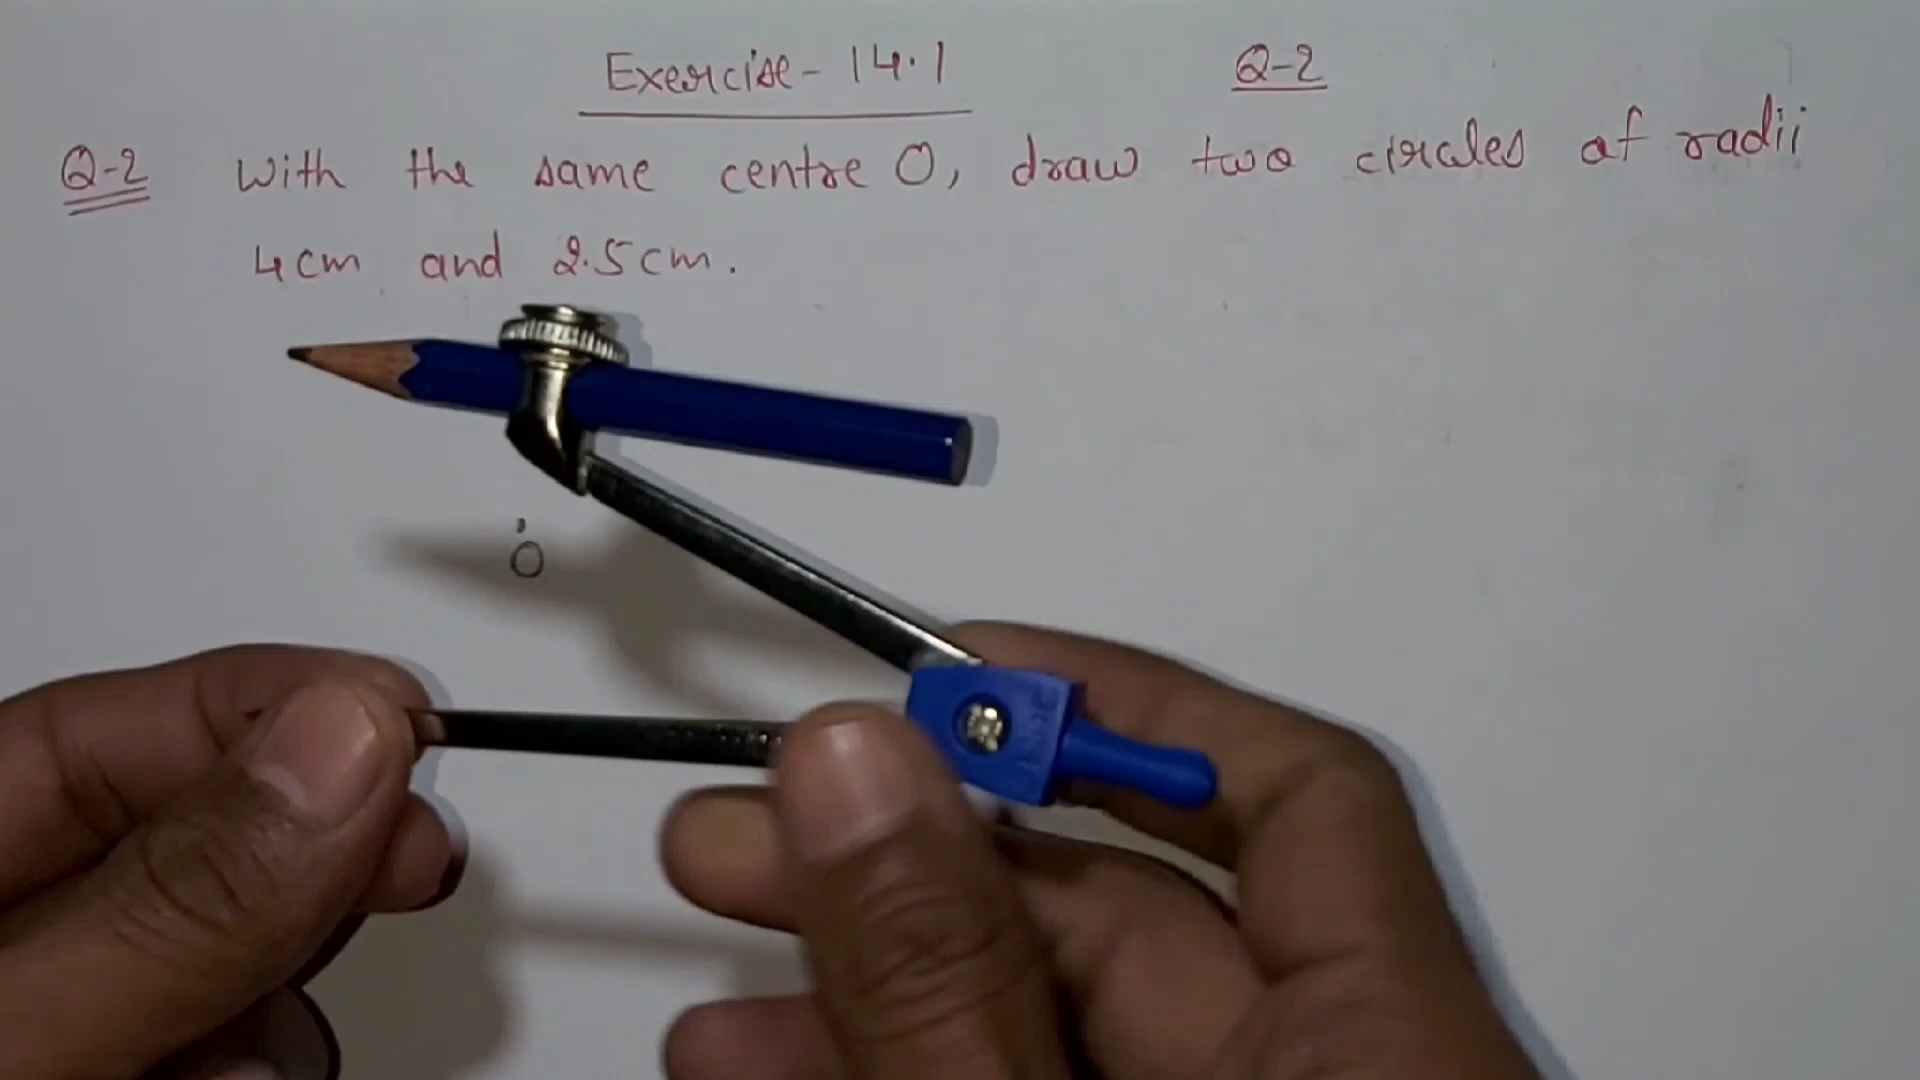 Exercise - 14.1 Q-2
Q-2 With the same centre O, draw two circles of radii
4cm and 2.5cm.
O